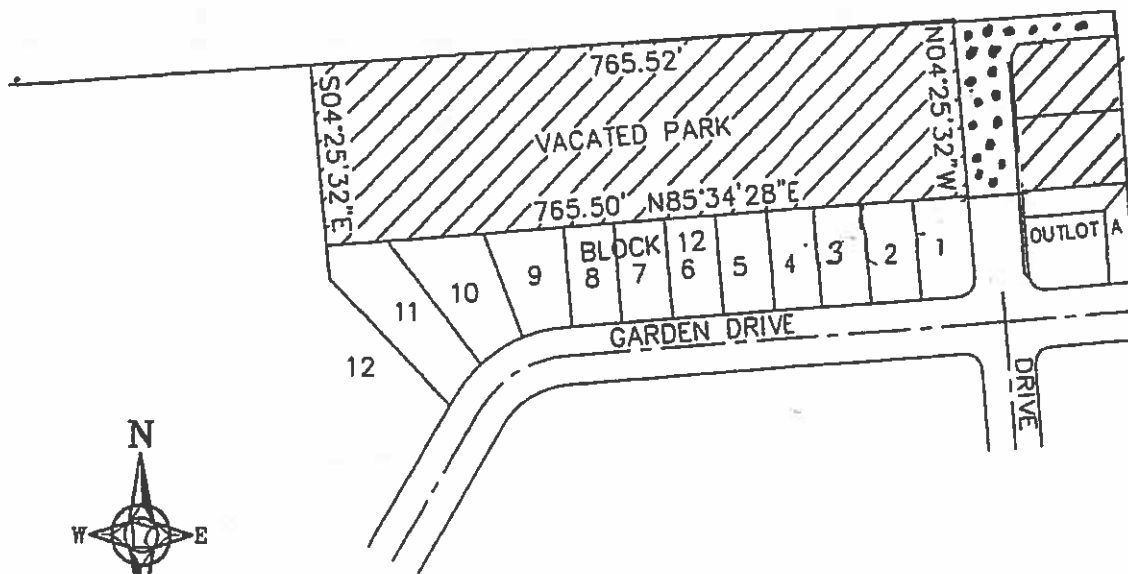 765.52'
S04°25'32"E
N04°25'32"W
VACATED PARK
765.50' N85°34'28"E
BLOCK 12
1
2
3
4
5
6
7
8
9
10
11
12
OUTLOT A
GARDEN DRIVE
DRIVE
N
W E